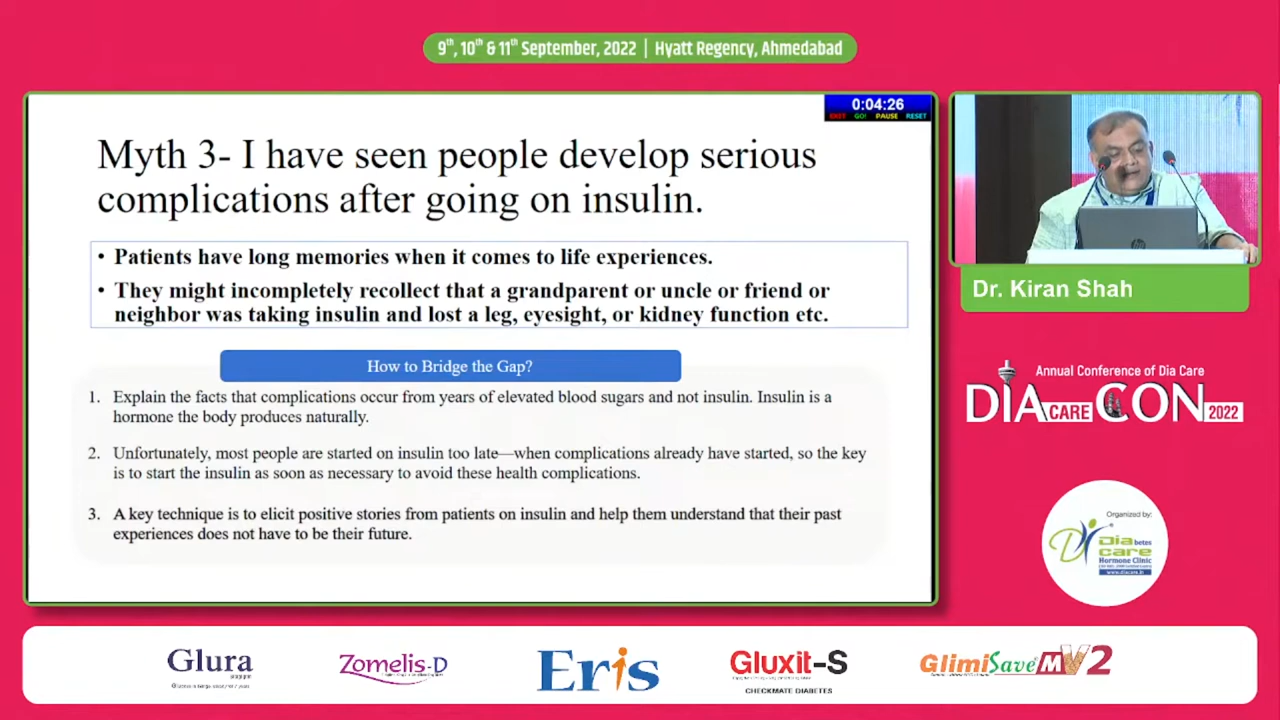 9th, 10th & 11th September, 2022 | Hyatt Regency, Ahmedabad
0:04:26
EXIT GO! PAUSE RESET
Myth 3- I have seen people develop serious
complications after going on insulin.
• Patients have long memories when it comes to life experiences.
• They might incompletely recollect that a grandparent or uncle or friend or
neighbor was taking insulin and lost a leg, eyesight, or kidney function etc.
How to Bridge the Gap?
1. Explain the facts that complications occur from years of elevated blood sugars and not insulin. Insulin is a
hormone the body produces naturally.
2. Unfortunately, most people are started on insulin too late—when complications already have started, so the key
is to start the insulin as soon as necessary to avoid these health complications.
3. A key technique is to elicit positive stories from patients on insulin and help them understand that their past
experiences does not have to be their future.
hp
Dr. Kiran Shah
Annual Conference of Dia Care
DIA CARE CON 2022
Organized by:
Diabetes
care
Hormone Clinic
www.diacare.in
Glura
Zomelis-D
Eris
Gluxit-S
CHECKMATE DIABETES
GlimiSave MV2